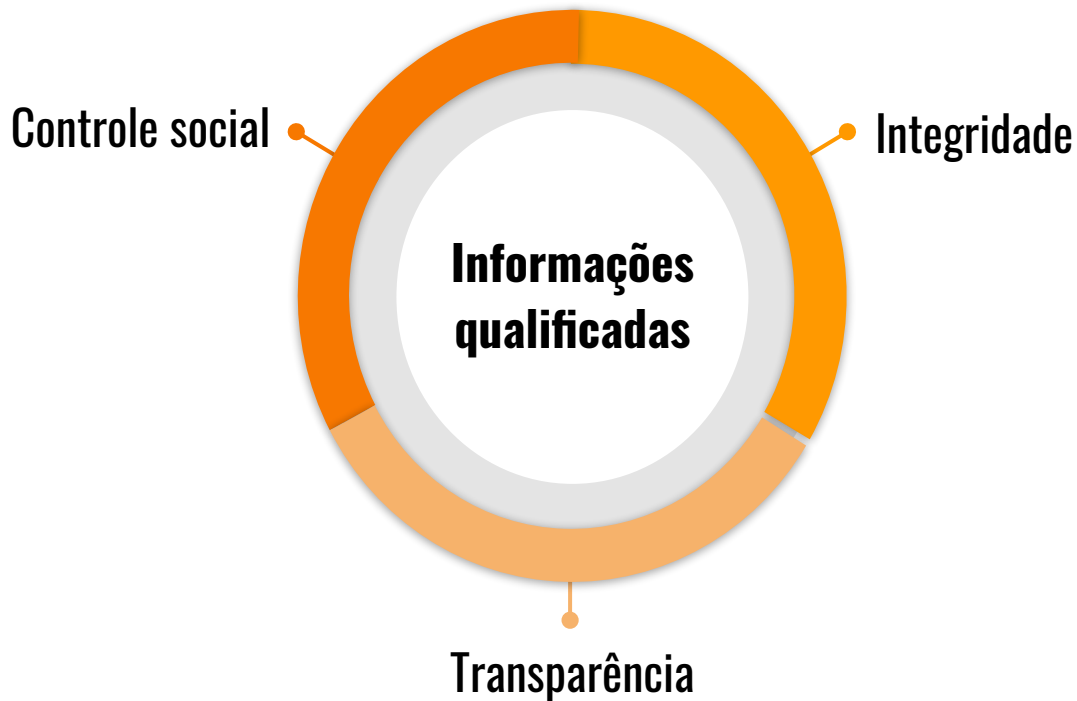 Controle social
Integridade
Informações
qualificadas
Transparência